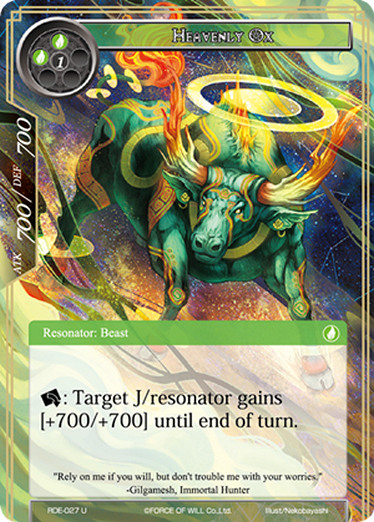 Heavenly Ox
1
ATK 700 / DEF 700
Resonator: Beast
: Target J/resonator gains
[+700/+700] until end of turn.
"Rely on me if you will, but don't trouble me with your worries."
-Gilgamesh, Immortal Hunter
RDE-027 U ©FORCE OF WILL Co.,Ltd. Illust/Nekobayashi